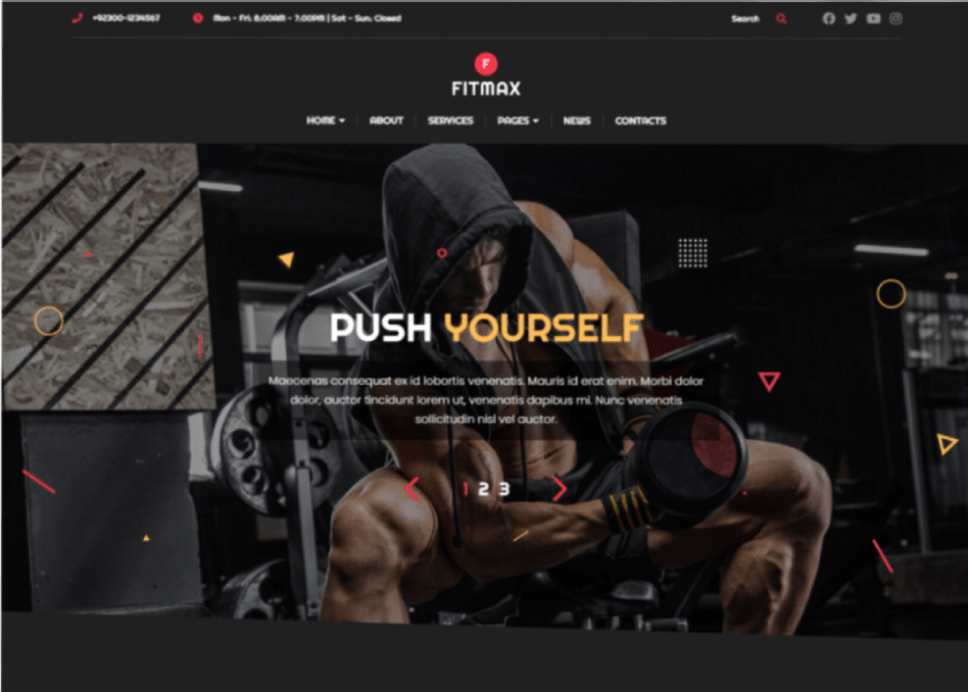 +92300-1234567
Mon - Fri: 8:00AM - 7:00PM | Sat - Sun: Closed
Search
F
FITMAX
HOME
ABOUT
SERVICES
PAGES
NEWS
CONTACTS
PUSH YOURSELF
Maecenas consequat ex id lobortis venenatis. Mauris id erat enim. Morbi dolor
dolor, auctor tincidunt lorem ut, venenatis dapibus mi. Nunc venenatis
sollicitudin nisl vel auctor.
1 2 3